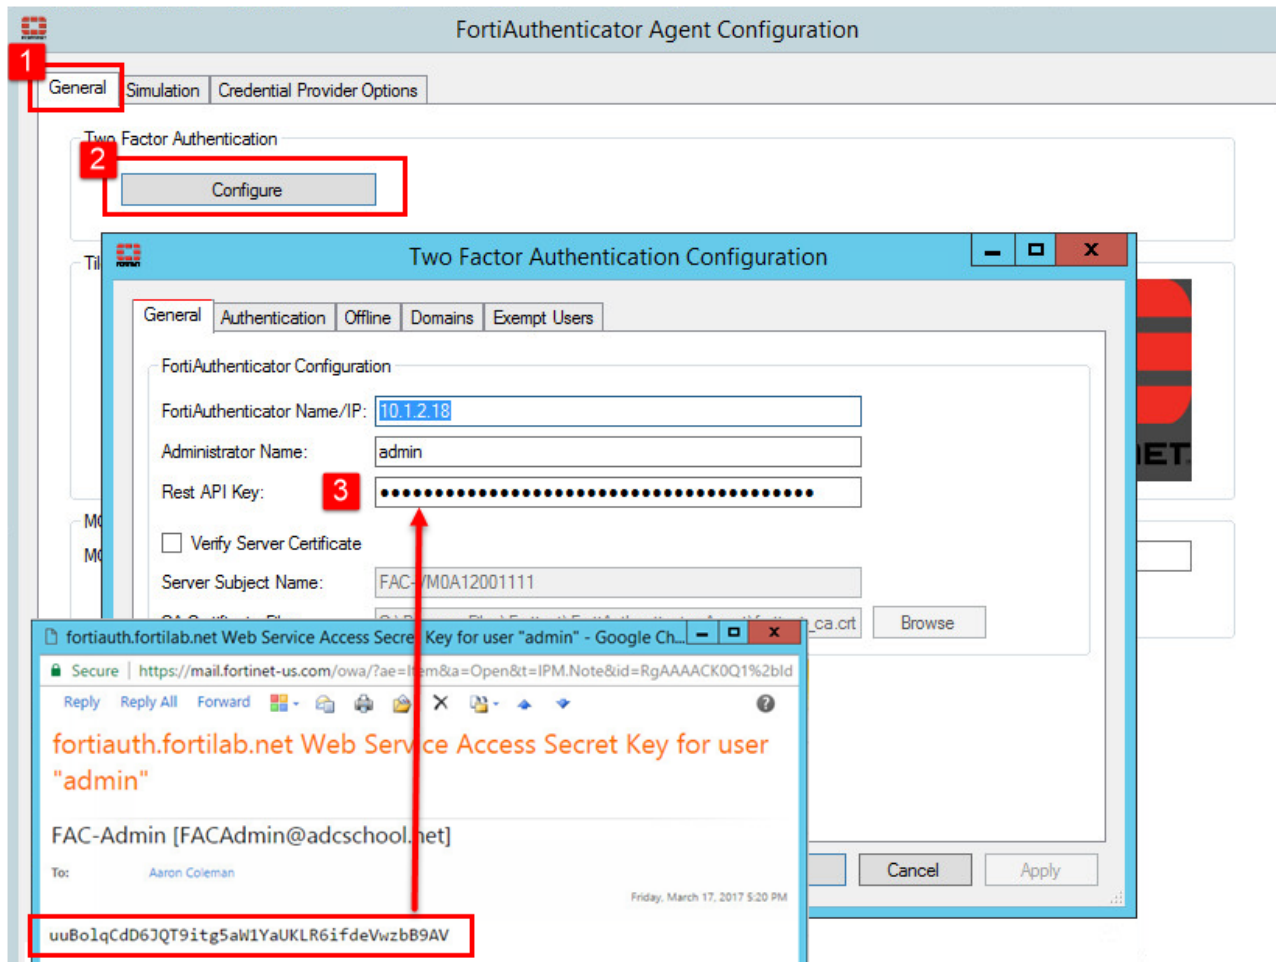 FortiAuthenticator Agent Configuration
1
General
Simulation
Credential Provider Options
Two Factor Authentication
2
Configure
Two Factor Authentication Configuration
General
Authentication
Offline
Domains
Exempt Users
FortiAuthenticator Configuration
FortiAuthenticator Name/IP:
10.1.2.18
Administrator Name:
admin
Rest API Key:
3
Verify Server Certificate
Server Subject Name:
FAC-VM0A12001111
Browse
fortiauth.fortilab.net Web Service Access Secret Key for user "admin" - Google Ch...
Secure
https://mail.fortinet-us.com/owa/?ae=Item&a=Open&t=IPM.Note&id=RgAAAACK0Q1%2bId
Reply
Reply All
Forward
fortiauth.fortilab.net Web Service Access Secret Key for user
"admin"
FAC-Admin [FACAdmin@adcschool.net]
To:
Aaron Coleman
Friday, March 17, 2017 5:20 PM
uuBolqCdD6JQT9itg5aW1YaUKLR6ifdeVwzbB9AV
Cancel
Apply